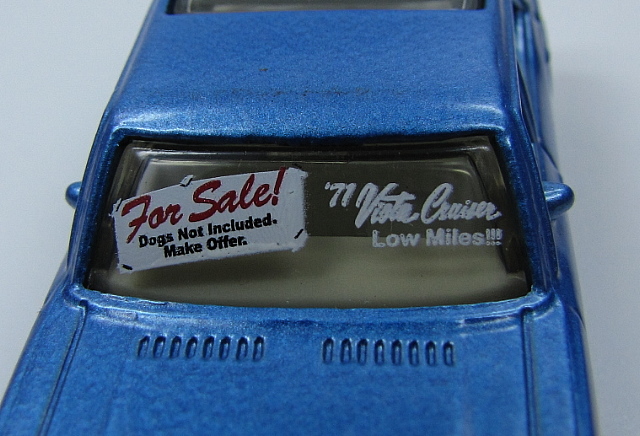 For Sale!
Dogs Not Included.
Make Offer.
'71 Vista Cruiser
Low Miles!!!